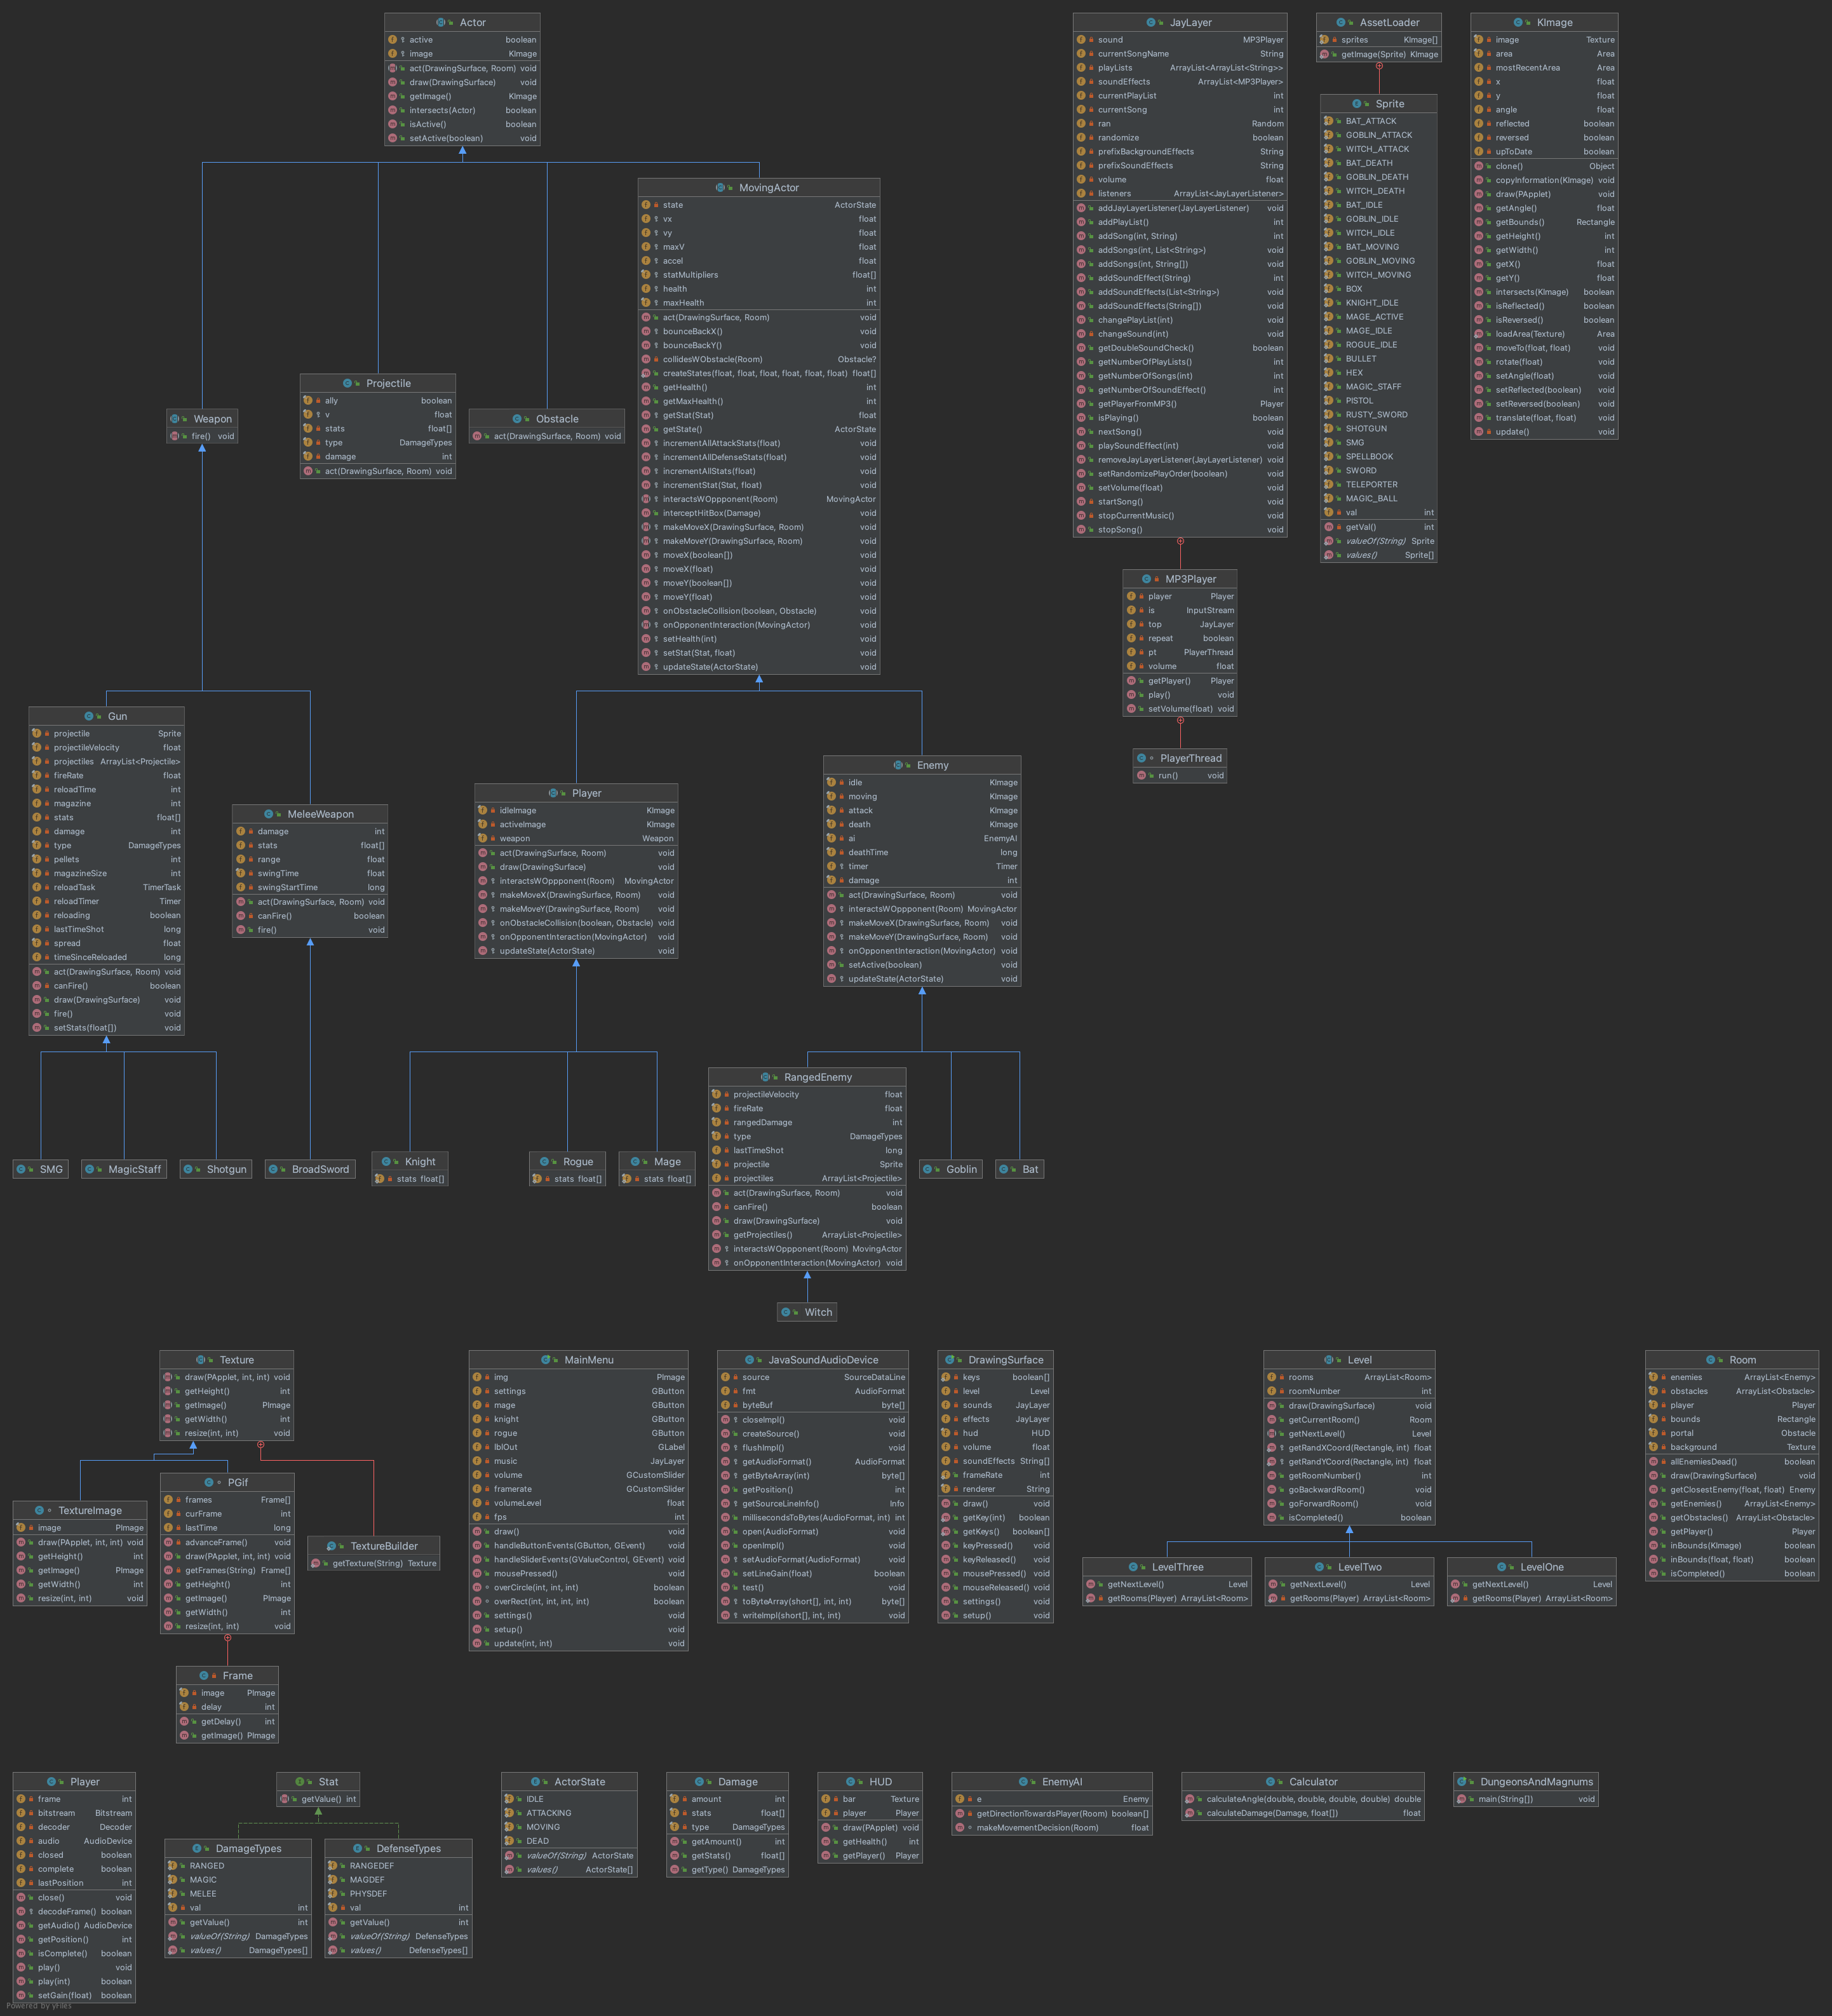 Actor
active boolean
image KImage
act(DrawingSurface, Room) void
draw(DrawingSurface) void
getImage() KImage
intersects(Actor) boolean
isActive() boolean
setActive(boolean) void
JayLayer
sound MP3Player
currentSongName String
playLists ArrayList<ArrayList<String>>
soundEffects ArrayList<MP3Player>
currentPlayList int
currentSong int
ran Random
randomize boolean
prefixBackgroundEffects String
prefixSoundEffects String
volume float
listeners ArrayList<JayLayerListener>
addJayLayerListener(JayLayerListener) void
addPlayList() int
addSong(int, String) int
addSongs(int, List<String>) void
addSongs(int, String[]) void
addSoundEffect(String) int
addSoundEffects(List<String>) void
addSoundEffects(String[]) void
changePlayList(int) void
changeSound(int) void
getDoubleSoundCheck() boolean
getNumberOfPlayLists() int
getNumberOfSongs(int) int
getNumberOfSoundEffect() int
getPlayerFromMP3() Player
isPlaying() boolean
nextSong() void
playSoundEffect(int) void
removeJayLayerListener(JayLayerListener) void
setRandomizePlayOrder(boolean) void
setVolume(float) void
startSong() void
stopCurrentMusic() void
stopSong() void
AssetLoader
sprites KImage[]
getImage(Sprite) KImage
Sprite
BAT_ATTACK
GOBLIN_ATTACK
WITCH_ATTACK
BAT_DEATH
GOBLIN_DEATH
WITCH_DEATH
BAT_IDLE
GOBLIN_IDLE
WITCH_IDLE
BAT_MOVING
GOBLIN_MOVING
WITCH_MOVING
BOX
KNIGHT_IDLE
MAGE_ACTIVE
MAGE_IDLE
ROGUE_IDLE
BULLET
HEX
MAGIC_STAFF
PISTOL
RUSTY_SWORD
SHOTGUN
SMG
SPELLBOOK
SWORD
TELEPORTER
MAGIC_BALL
val int
getVal() int
valueOf(String) Sprite
values() Sprite[]
KImage
image Texture
area Area
mostRecentArea Area
x float
y float
angle float
reflected boolean
reversed boolean
upToDate boolean
clone() Object
copyInformation(KImage) void
draw(PApplet) void
getAngle() float
getBounds() Rectangle
getHeight() int
getWidth() int
getX() float
getY() float
intersects(KImage) boolean
isReflected() boolean
isReversed() boolean
loadArea(Texture) Area
moveTo(float, float) void
rotate(float) void
setAngle(float) void
setReflected(boolean) void
setReversed(boolean) void
translate(float, float) void
update() void
MovingActor
state ActorState
vx float
vy float
maxV float
accel float
statMultipliers float[]
health int
maxHealth int
act(DrawingSurface, Room) void
bounceBackX() void
bounceBackY() void
collidesWObstacle(Room) Obstacle?
createStates(float, float, float, float, float, float) float[]
getHealth() int
getMaxHealth() int
getStat(Stat) float
getState() ActorState
incrementAllAttackStats(float) void
incrementAllDefenseStats(float) void
incrementAllStats(float) void
incrementStat(Stat, float) void
interactsWOppponent(Room) MovingActor
interceptHitBox(Damage) void
makeMoveX(DrawingSurface, Room) void
makeMoveY(DrawingSurface, Room) void
moveX(boolean[]) void
moveX(float) void
moveY(boolean[]) void
moveY(float) void
onObstacleCollision(boolean, Obstacle) void
onOpponentInteraction(MovingActor) void
setHealth(int) void
setStat(Stat, float) void
updateState(ActorState) void
Projectile
ally boolean
v float
stats float[]
type DamageTypes
damage int
act(DrawingSurface, Room) void
Weapon
fire() void
Obstacle
act(DrawingSurface, Room) void
MP3Player
player Player
is InputStream
top JayLayer
repeat boolean
pt PlayerThread
volume float
getPlayer() Player
play() void
setVolume(float) void
PlayerThread
run() void
Gun
projectile Sprite
projectileVelocity float
projectiles ArrayList<Projectile>
fireRate float
reloadTime int
magazine int
stats float[]
damage int
type DamageTypes
pellets int
magazineSize int
reloadTask TimerTask
reloadTimer Timer
reloading boolean
lastTimeShot long
spread float
timeSinceReloaded long
act(DrawingSurface, Room) void
canFire() boolean
draw(DrawingSurface) void
fire() void
setStats(float[]) void
MeleeWeapon
damage int
stats float[]
range float
swingTime float
swingStartTime long
act(DrawingSurface, Room) void
canFire() boolean
fire() void
Player
idleImage KImage
activeImage KImage
weapon Weapon
act(DrawingSurface, Room) void
draw(DrawingSurface) void
interactsWOppponent(Room) MovingActor
makeMoveX(DrawingSurface, Room) void
makeMoveY(DrawingSurface, Room) void
onObstacleCollision(boolean, Obstacle) void
onOpponentInteraction(MovingActor) void
updateState(ActorState) void
Enemy
idle KImage
moving KImage
attack KImage
death KImage
ai EnemyAI
deathTime long
timer Timer
damage int
act(DrawingSurface, Room) void
interactsWOppponent(Room) MovingActor
makeMoveX(DrawingSurface, Room) void
makeMoveY(DrawingSurface, Room) void
onOpponentInteraction(MovingActor) void
setActive(boolean) void
updateState(ActorState) void
RangedEnemy
projectileVelocity float
fireRate float
rangedDamage int
type DamageTypes
lastTimeShot long
projectile Sprite
projectiles ArrayList<Projectile>
act(DrawingSurface, Room) void
canFire() boolean
draw(DrawingSurface) void
getProjectiles() ArrayList<Projectile>
interactsWOppponent(Room) MovingActor
onOpponentInteraction(MovingActor) void
SMG
MagicStaff
Shotgun
BroadSword
Knight
stats float[]
Rogue
stats float[]
Mage
stats float[]
Goblin
Bat
Witch
Texture
draw(PApplet, int, int) void
getHeight() int
getImage() PImage
getWidth() int
resize(int, int) void
TextureImage
image PImage
draw(PApplet, int, int) void
getHeight() int
getImage() PImage
getWidth() int
resize(int, int) void
PGif
frames Frame[]
curFrame int
lastTime long
advanceFrame() void
draw(PApplet, int, int) void
getFrames(String) Frame[]
getHeight() int
getImage() PImage
getWidth() int
resize(int, int) void
TextureBuilder
getTexture(String) Texture
Frame
image PImage
delay int
getDelay() int
getImage() PImage
MainMenu
img PImage
settings GButton
mage GButton
knight GButton
rogue GButton
lblOut GLabel
music JayLayer
volume GCustomSlider
framerate GCustomSlider
volumeLevel float
fps int
draw() void
handleButtonEvents(GButton, GEvent) void
handleSliderEvents(GValueControl, GEvent) void
mousePressed() void
overCircle(int, int, int) boolean
overRect(int, int, int, int) boolean
settings() void
setup() void
update(int, int) void
JavaSoundAudioDevice
source SourceDataLine
fmt AudioFormat
byteBuf byte[]
closeImpl() void
createSource() void
flushImpl() void
getAudioFormat() AudioFormat
getByteArray(int) byte[]
getPosition() int
getSourceLineInfo() Info
millisecondsToBytes(AudioFormat, int) int
open(AudioFormat) void
openImpl() void
setAudioFormat(AudioFormat) void
setLineGain(float) boolean
test() void
toByteArray(short[], int, int) byte[]
writeImpl(short[], int, int) void
DrawingSurface
keys boolean[]
level Level
sounds JayLayer
effects JayLayer
hud HUD
volume float
soundEffects String[]
frameRate int
renderer String
draw() void
getKey(int) boolean
getKeys() boolean[]
keyPressed() void
keyReleased() void
mousePressed() void
mouseReleased() void
settings() void
setup() void
Level
rooms ArrayList<Room>
roomNumber int
draw(DrawingSurface) void
getCurrentRoom() Room
getNextLevel() Level
getRandXCoord(Rectangle, int) float
getRandYCoord(Rectangle, int) float
getRoomNumber() int
goBackwardRoom() void
goForwardRoom() void
isCompleted() boolean
LevelThree
getNextLevel() Level
getRooms(Player) ArrayList<Room>
LevelTwo
getNextLevel() Level
getRooms(Player) ArrayList<Room>
LevelOne
getNextLevel() Level
getRooms(Player) ArrayList<Room>
Room
enemies ArrayList<Enemy>
obstacles ArrayList<Obstacle>
player Player
bounds Rectangle
portal Obstacle
background Texture
allEnemiesDead() boolean
draw(DrawingSurface) void
getClosestEnemy(float, float) Enemy
getEnemies() ArrayList<Enemy>
getObstacles() ArrayList<Obstacle>
getPlayer() Player
inBounds(KImage) boolean
inBounds(float, float) boolean
isCompleted() boolean
Player
frame int
bitstream Bitstream
decoder Decoder
audio AudioDevice
closed boolean
complete boolean
lastPosition int
close() void
decodeFrame() boolean
getAudio() AudioDevice
getPosition() int
isComplete() boolean
play() void
play(int) boolean
setGain(float) boolean
Stat
getValue() int
DamageTypes
RANGED
MAGIC
MELEE
val int
getValue() int
valueOf(String) DamageTypes
values() DamageTypes[]
DefenseTypes
RANGEDEF
MAGDEF
PHYSDEF
val int
getValue() int
valueOf(String) DefenseTypes
values() DefenseTypes[]
ActorState
IDLE
ATTACKING
MOVING
DEAD
valueOf(String) ActorState
values() ActorState[]
Damage
amount int
stats float[]
type DamageTypes
getAmount() int
getStats() float[]
getType() DamageTypes
HUD
bar Texture
player Player
draw(PApplet) void
getHealth() int
getPlayer() Player
EnemyAI
e Enemy
getDirectionTowardsPlayer(Room) boolean[]
makeMovementDecision(Room) float
Calculator
calculateAngle(double, double, double, double) double
calculateDamage(Damage, float[]) float
DungeonsAndMagnums
main(String[]) void
Powered by yFiles